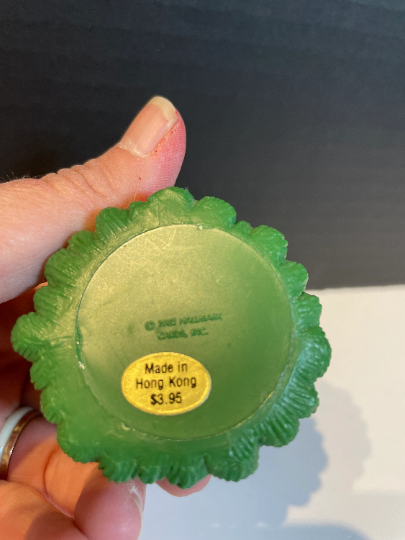 © HALLMARK
CARDS, INC.
Made in
Hong Kong
$3.95